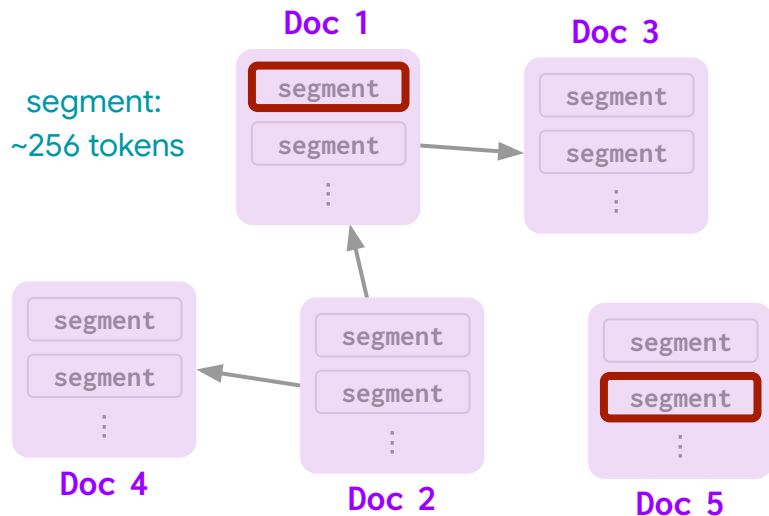 Doc 1
segment
segment
⋮
Doc 3
segment
segment
⋮
segment:
~256 tokens
segment
segment
⋮
Doc 4
segment
segment
⋮
Doc 2
segment
segment
⋮
Doc 5